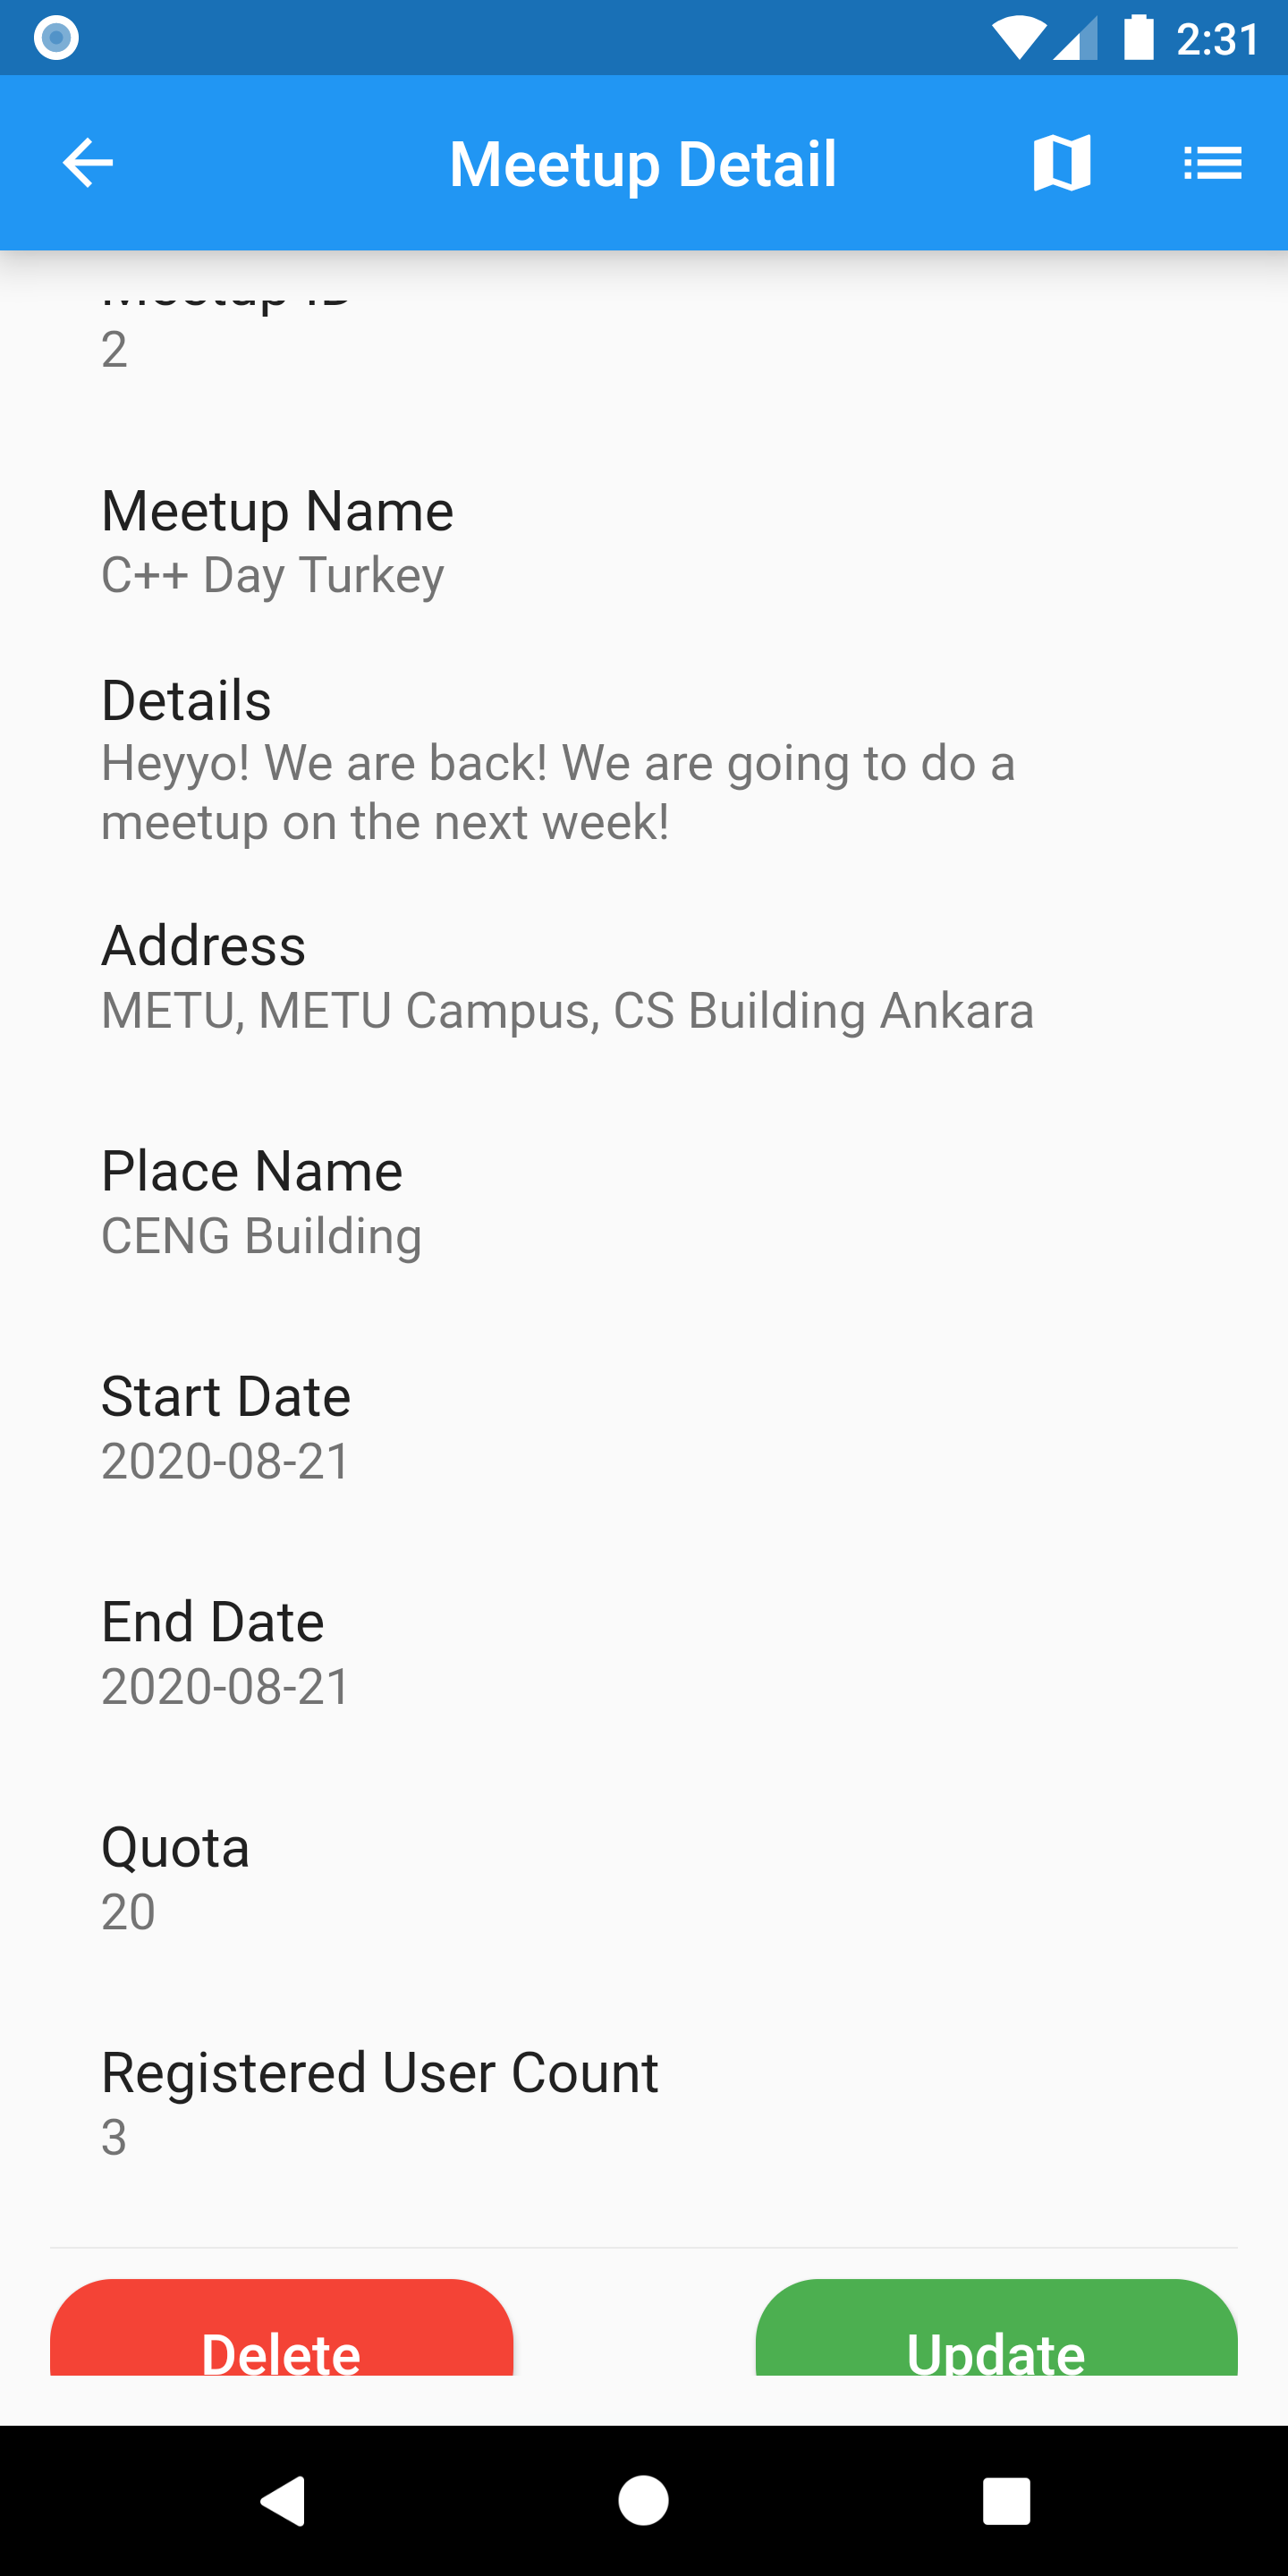 2:31
Meetup Detail
Meetup ID
2
Meetup Name
C++ Day Turkey
Details
Heyyo! We are back! We are going to do a
meetup on the next week!
Address
METU, METU Campus, CS Building Ankara
Place Name
CENG Building
Start Date
2020-08-21
End Date
2020-08-21
Quota
20
Registered User Count
3
Delete
Update